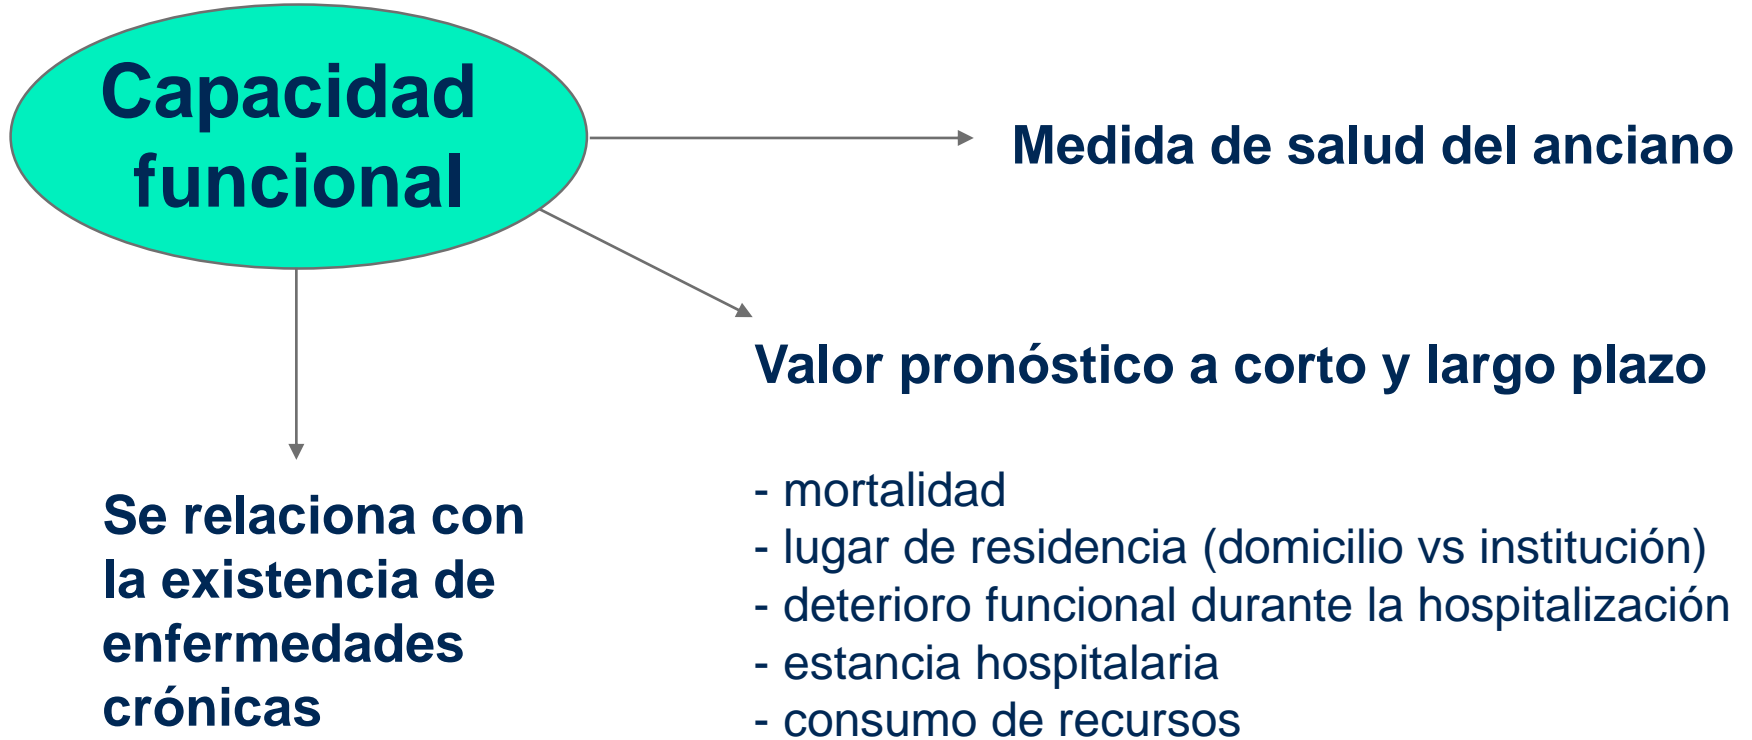 Capacidad
funcional
Medida de salud del anciano
Valor pronóstico a corto y largo plazo
- mortalidad
- lugar de residencia (domicilio vs institución)
- deterioro funcional durante la hospitalización
- estancia hospitalaria
- consumo de recursos
Se relaciona con
la existencia de
enfermedades
crónicas